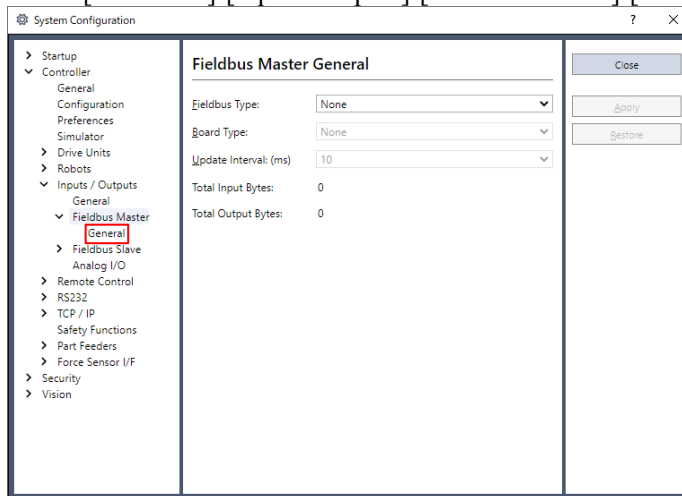 System Configuration
?
Startup
Controller
General
Configuration
Preferences
Simulator
Drive Units
Robots
Inputs / Outputs
General
Fieldbus Master
General
Fieldbus Slave
Analog I/O
Remote Control
RS232
TCP / IP
Safety Functions
Part Feeders
Force Sensor I/F
Security
Vision
Fieldbus Master General
Fieldbus Type: None
Board Type: None
Update Interval: (ms) 10
Total Input Bytes: 0
Total Output Bytes: 0
Close
Apply
Restore